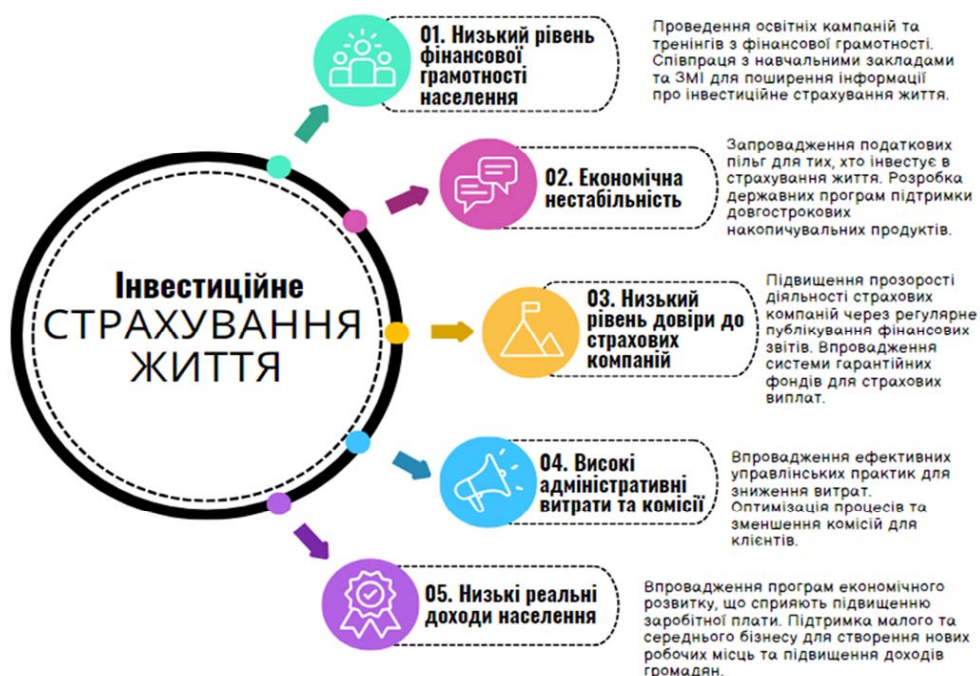 Інвестиційне
СТРАХУВАННЯ
ЖИТТЯ
01. Низький рівень
фінансової
грамотності
населення
Проведення освітніх кампаній та
тренінгів з фінансової грамотності.
Співпраця з навчальними закладами
та ЗМІ для поширення інформації
про інвестиційне страхування життя.
02. Економічна
нестабільність
Запровадження податкових
пільг для тих, хто інвестує в
страхування життя. Розробка
державних програм підтримки
довгострокових
накопичувальних продуктів.
03. Низький
рівень довіри до
страхових
компаній
Підвищення прозорості
діяльності страхових
компаній через регулярне
публікування фінансових
звітів. Впровадження
системи гарантійних
фондів для страхових
виплат.
04. Високі
адміністративні
витрати та комісії
Впровадження ефективних
управлінських практик для
зниження витрат.
Оптимізація процесів та
зменшення комісій для
клієнтів.
05. Низькі реальні
доходи населення
Впровадження програм економічного
розвитку, що сприяють підвищенню
заробітної плати. Підтримка малого та
середнього бізнесу для створення нових
робочих місць та підвищення доходів
громадян.